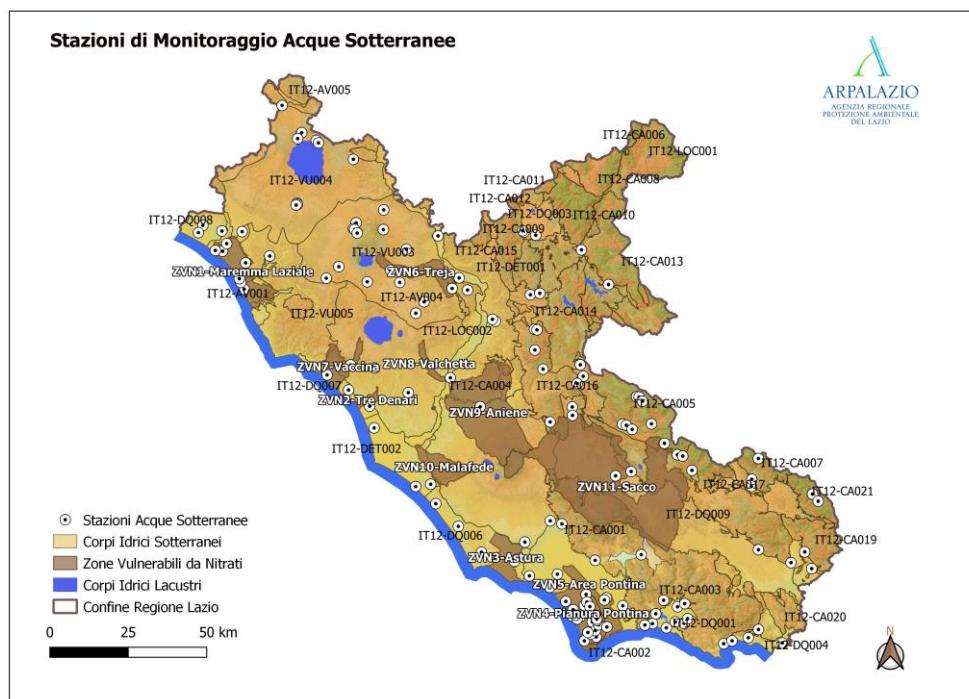 Stazioni di Monitoraggio Acque Sotterranee
ARPALAZIO
AGENZIA REGIONALE
PROTEZIONE AMBIENTALE
DEL LAZIO
IT12-AV005
IT12-CA006
IT12-LOC001
IT12-VU004
IT12-CA011
IT12-CA008
IT12-CA012
IT12-DQ003
IT12-CA010
IT12-DQ008
IT12-CA009
IT12-VU003
IT12-CA015
IT12-CA013
IT12-DET001
ZVN1-Maremma Laziale
ZVN6-Treja
IT12-AV001
IT12-AV004
IT12-CA014
IT12-VU005
IT12-LOC002
ZVN7-Vaccina
ZVN8-Valchetta
IT12-DQ007
IT12-CA004
IT12-CA016
ZVN2-Tre Denari
IT12-CA005
ZVN9-Aniene
IT12-DET002
ZVN10-Malafede
IT12-CA007
ZVN11-Sacco
IT12-CA017
IT12-CA021
IT12-DQ009
IT12-DQ006
IT12-CA001
IT12-CA019
ZVN3-Astura
ZVN5-Area Pontina
IT12-CA003
ZVN4-Pianura Pontina
IT12-DQ001
IT12-CA020
IT12-CA002
IT12-DQ004
Stazioni Acque Sotterranee
Corpi Idrici Sotterranei
Zone Vulnerabili da Nitrati
Corpi Idrici Lacustri
Confine Regione Lazio
0 25 50 km
N